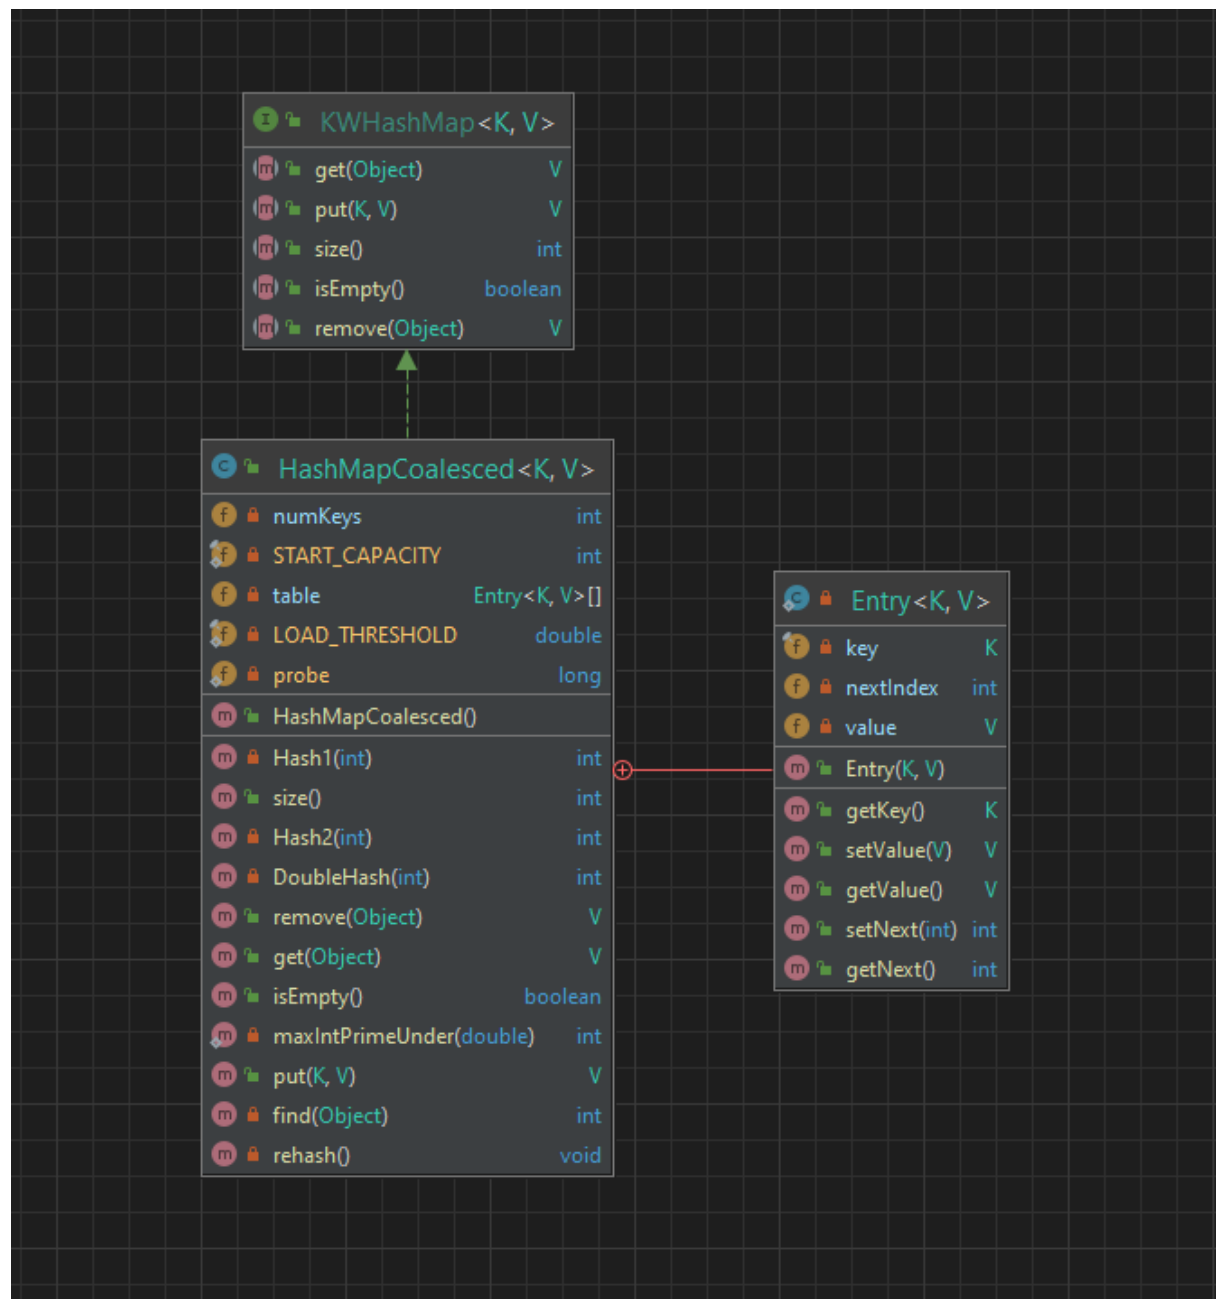 KWHashMap<K, V>
get(Object) V
put(K, V) V
size() int
isEmpty() boolean
remove(Object) V
HashMapCoalesced<K, V>
numKeys int
START_CAPACITY int
table Entry<K, V>[]
LOAD_THRESHOLD double
probe long
HashMapCoalesced()
Hash1(int) int
size() int
Hash2(int) int
DoubleHash(int) int
remove(Object) V
get(Object) V
isEmpty() boolean
maxIntPrimeUnder(double) int
put(K, V) V
find(Object) int
rehash() void
Entry<K, V>
key K
nextIndex int
value V
Entry(K, V)
getKey() K
setValue(V) V
getValue() V
setNext(int) int
getNext() int